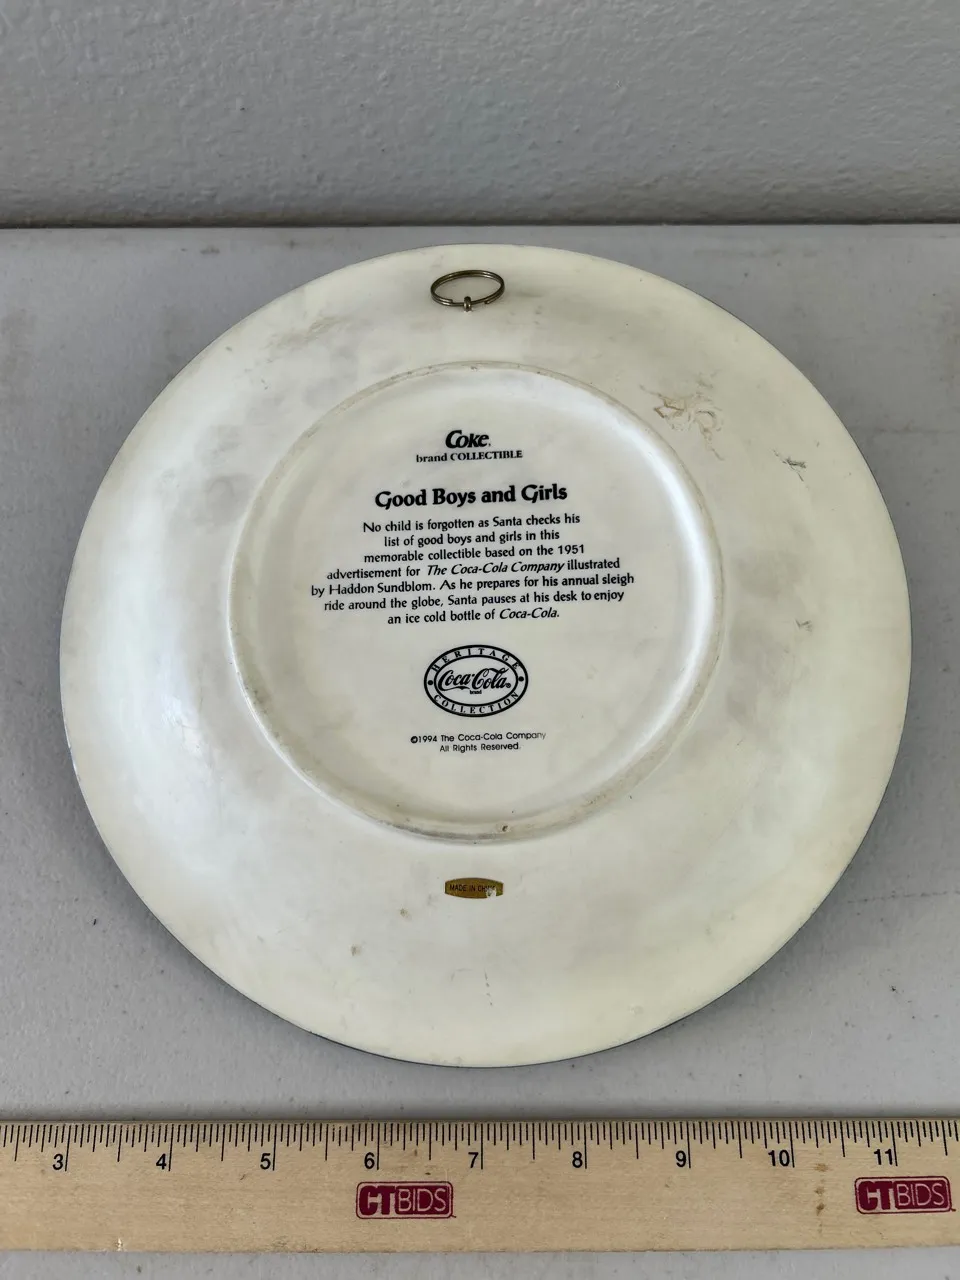 Coke®
brand COLLECTIBLE
Good Boys and Girls
No child is forgotten as Santa checks his
list of good boys and girls in this
memorable collectible based on the 1951
advertisement for The Coca-Cola Company illustrated
by Haddon Sundblom. As he prepares for his annual sleigh
ride around the globe, Santa pauses at his desk to enjoy
an ice cold bottle of Coca-Cola.
HERITAGE
Coca-Cola®
brand
COLLECTION
©1994 The Coca-Cola Company
All Rights Reserved.
MADE IN
3 4 5 6 7 8 9 10 11
CTBIDS CTBIDS